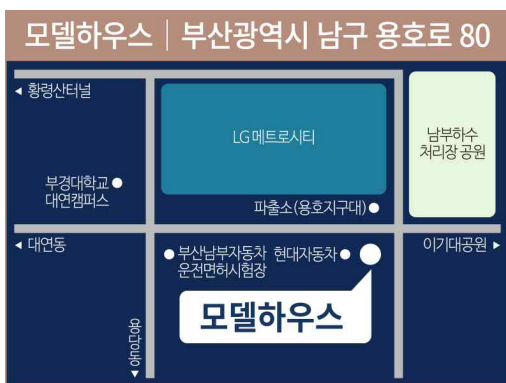 모델하우스 | 부산광역시 남구 용호로 80
◀ 황령산터널
LG 메트로시티
남부하수
처리장 공원
부경대학교
대연캠퍼스
파출소(용호지구대)
◀ 대연동
이기대공원 ▶
부산남부자동차
운전면허시험장
현대자동차
모델하우스
용당동▼